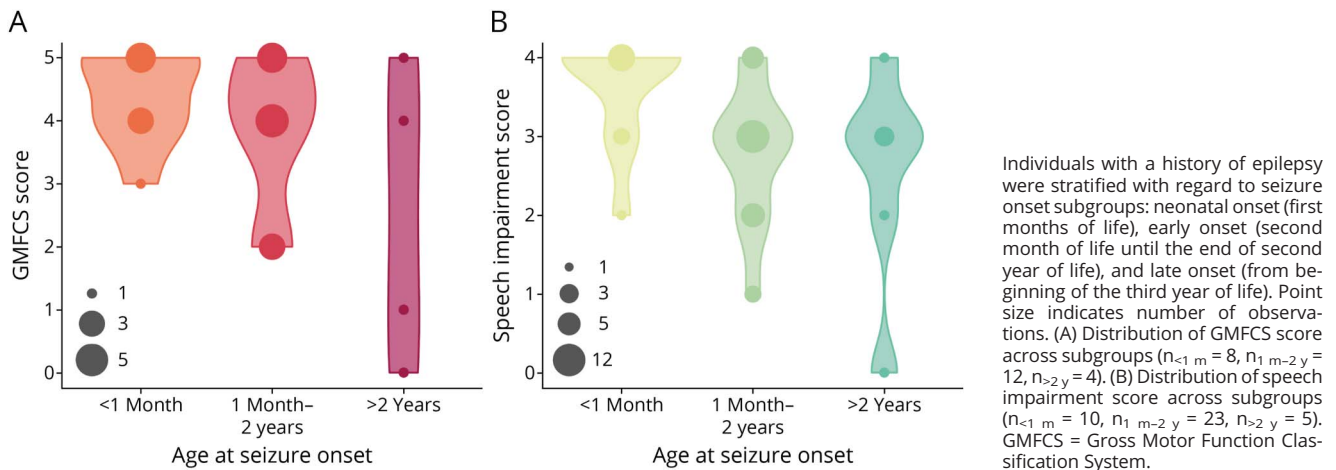 A
GMFCS score
5
4
3
2
1
0
1
3
5
<1 Month
1 Month–
2 years
>2 Years
Age at seizure onset
B
Speech impairment score
4
3
2
1
0
1
3
5
12
<1 Month
1 Month–
2 years
>2 Years
Age at seizure onset
Individuals with a history of epilepsy
were stratified with regard to seizure
onset subgroups: neonatal onset (first
months of life), early onset (second
month of life until the end of second
year of life), and late onset (from be-
ginning of the third year of life). Point
size indicates number of observa-
tions. (A) Distribution of GMFCS score
across subgroups (n<1 m = 8, n1 m–2 y =
12, n>2 y = 4). (B) Distribution of speech
impairment score across subgroups
(n<1 m = 10, n1 m–2 y = 23, n>2 y = 5).
GMFCS = Gross Motor Function Clas-
sification System.